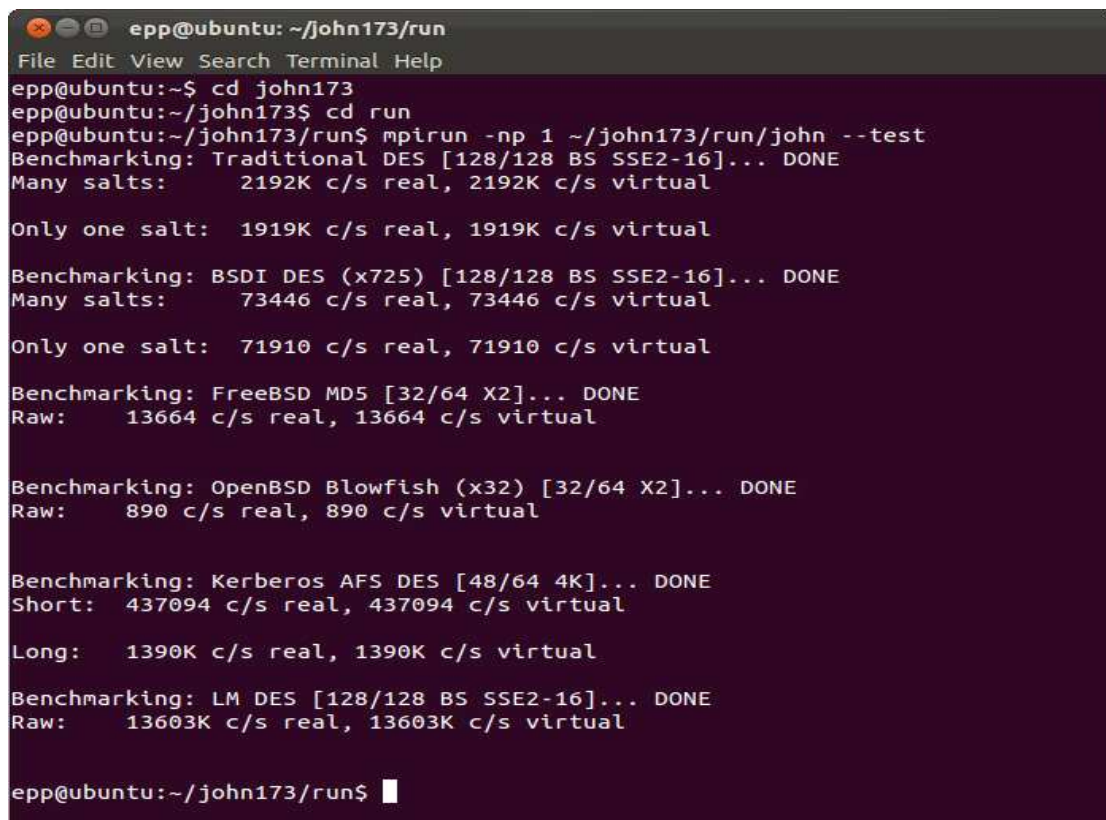 epp@ubuntu: ~/john173/run
File Edit View Search Terminal Help
epp@ubuntu:~$ cd john173
epp@ubuntu:~/john173$ cd run
epp@ubuntu:~/john173/run$ mpirun -np 1 ~/john173/run/john --test
Benchmarking: Traditional DES [128/128 BS SSE2-16]... DONE
Many salts:      2192K c/s real, 2192K c/s virtual
Only one salt:  1919K c/s real, 1919K c/s virtual
Benchmarking: BSDI DES (x725) [128/128 BS SSE2-16]... DONE
Many salts:      73446 c/s real, 73446 c/s virtual
Only one salt:  71910 c/s real, 71910 c/s virtual
Benchmarking: FreeBSD MD5 [32/64 X2]... DONE
Raw:    13664 c/s real, 13664 c/s virtual
Benchmarking: OpenBSD Blowfish (x32) [32/64 X2]... DONE
Raw:    890 c/s real, 890 c/s virtual
Benchmarking: Kerberos AFS DES [48/64 4K]... DONE
Short:  437094 c/s real, 437094 c/s virtual
Long:   1390K c/s real, 1390K c/s virtual
Benchmarking: LM DES [128/128 BS SSE2-16]... DONE
Raw:    13603K c/s real, 13603K c/s virtual
epp@ubuntu:~/john173/run$